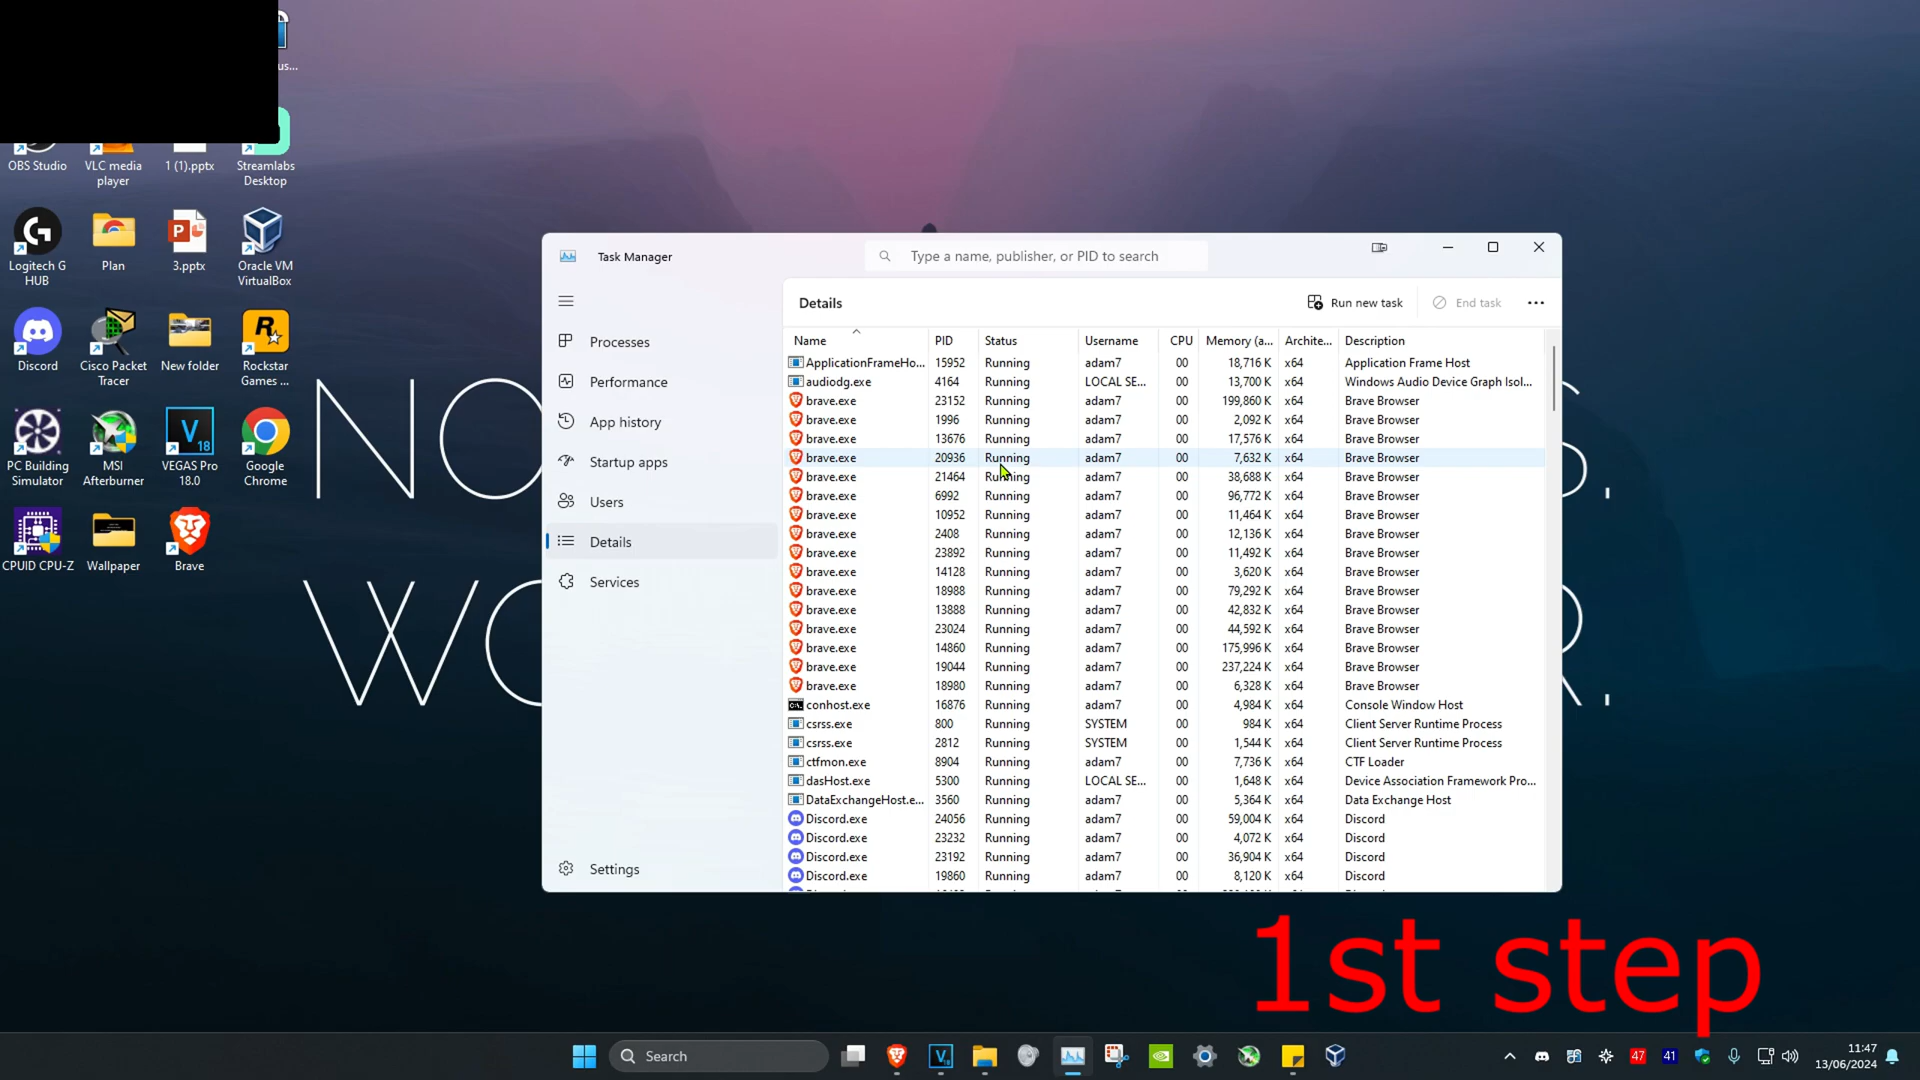 us...
OBS Studio
VLC media player
1 (1).pptx
Streamlabs Desktop
Logitech G HUB
Plan
3.pptx
Oracle VM VirtualBox
Discord
Cisco Packet Tracer
New folder
Rockstar Games ...
PC Building Simulator
MSI Afterburner
VEGAS Pro 18.0
Google Chrome
CPUID CPU-Z
Wallpaper
Brave
NO
WO
S.
R.
Task Manager
Type a name, publisher, or PID to search
Processes
Performance
App history
Startup apps
Users
Details
Services
Settings
Details
Run new task
End task
Name PID Status Username CPU Memory (a... Archite... Description
ApplicationFrameHo... 15952 Running adam7 00 18,716 K x64 Application Frame Host
audiodg.exe 4164 Running LOCAL SE... 00 13,700 K x64 Windows Audio Device Graph Isol...
brave.exe 23152 Running adam7 00 199,860 K x64 Brave Browser
brave.exe 1996 Running adam7 00 2,092 K x64 Brave Browser
brave.exe 13676 Running adam7 00 17,576 K x64 Brave Browser
brave.exe 20936 Running adam7 00 7,632 K x64 Brave Browser
brave.exe 21464 Running adam7 00 38,688 K x64 Brave Browser
brave.exe 6992 Running adam7 00 96,772 K x64 Brave Browser
brave.exe 10952 Running adam7 00 11,464 K x64 Brave Browser
brave.exe 2408 Running adam7 00 12,136 K x64 Brave Browser
brave.exe 23892 Running adam7 00 11,492 K x64 Brave Browser
brave.exe 14128 Running adam7 00 3,620 K x64 Brave Browser
brave.exe 18988 Running adam7 00 79,292 K x64 Brave Browser
brave.exe 13888 Running adam7 00 42,832 K x64 Brave Browser
brave.exe 23024 Running adam7 00 44,592 K x64 Brave Browser
brave.exe 14860 Running adam7 00 175,996 K x64 Brave Browser
brave.exe 19044 Running adam7 00 237,224 K x64 Brave Browser
brave.exe 18980 Running adam7 00 6,328 K x64 Brave Browser
conhost.exe 16876 Running adam7 00 4,984 K x64 Console Window Host
csrss.exe 800 Running SYSTEM 00 984 K x64 Client Server Runtime Process
csrss.exe 2812 Running SYSTEM 00 1,544 K x64 Client Server Runtime Process
ctfmon.exe 8904 Running adam7 00 7,736 K x64 CTF Loader
dasHost.exe 5300 Running LOCAL SE... 00 1,648 K x64 Device Association Framework Pro...
DataExchangeHost.e... 3560 Running adam7 00 5,364 K x64 Data Exchange Host
Discord.exe 24056 Running adam7 00 59,004 K x64 Discord
Discord.exe 23232 Running adam7 00 4,072 K x64 Discord
Discord.exe 23192 Running adam7 00 36,904 K x64 Discord
Discord.exe 19860 Running adam7 00 8,120 K x64 Discord
1st step
Search
47
41
11:47
13/06/2024